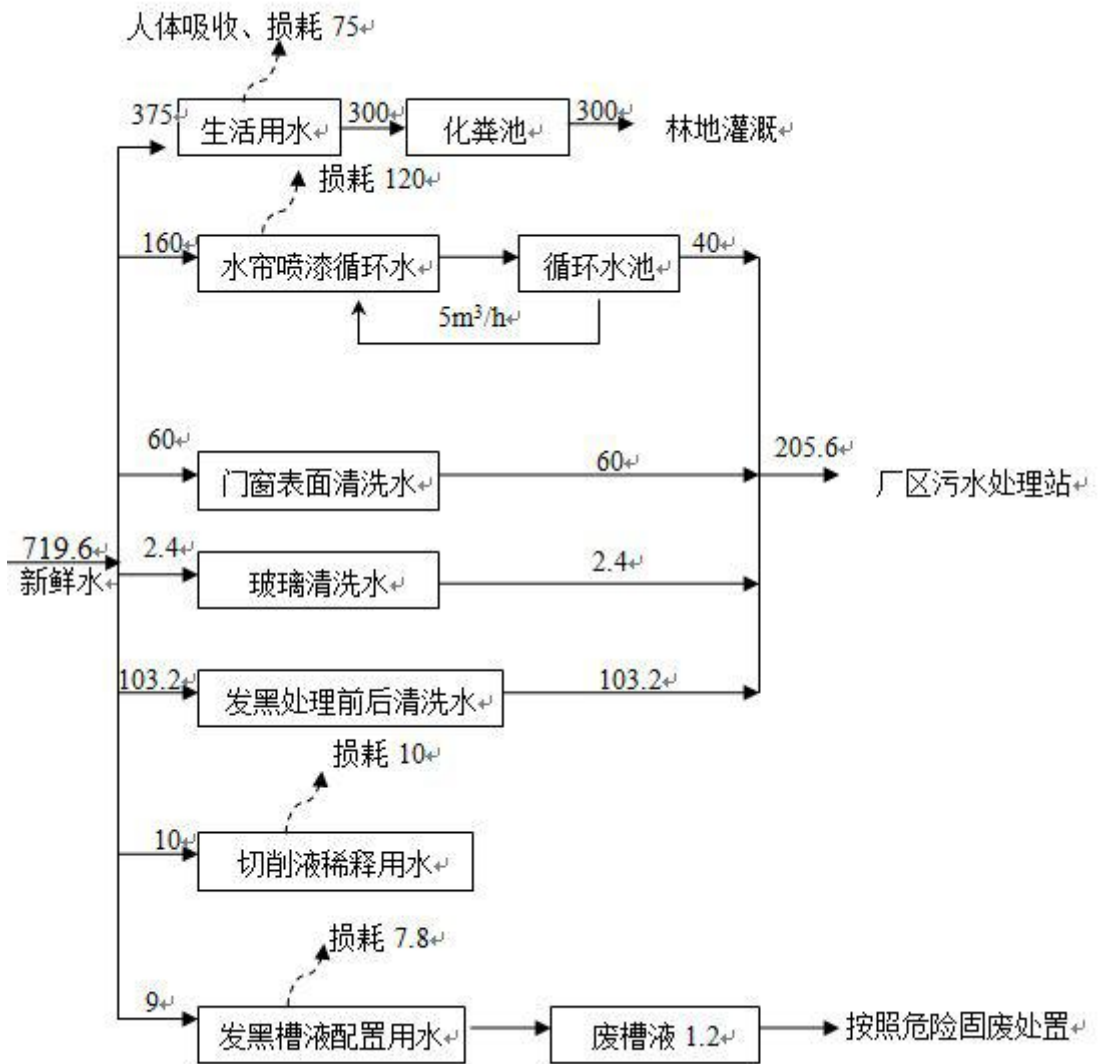 人体吸收、损耗 75↵
375↵
生活用水↵
300↵
化粪池↵
300↵
林地灌溉↵
损耗 120↵
160↵
水帘喷漆循环水↵
循环水池↵
40↵
5m³/h↵
60↵
门窗表面清洗水↵
60↵
205.6↵
厂区污水处理站↵
719.6↵
新鲜水↵
2.4↵
玻璃清洗水↵
2.4↵
103.2↵
发黑处理前后清洗水↵
103.2↵
损耗 10↵
10↵
切削液稀释用水↵
损耗 7.8↵
9↵
发黑槽液配置用水↵
废槽液 1.2↵
按照危险固废处置↵